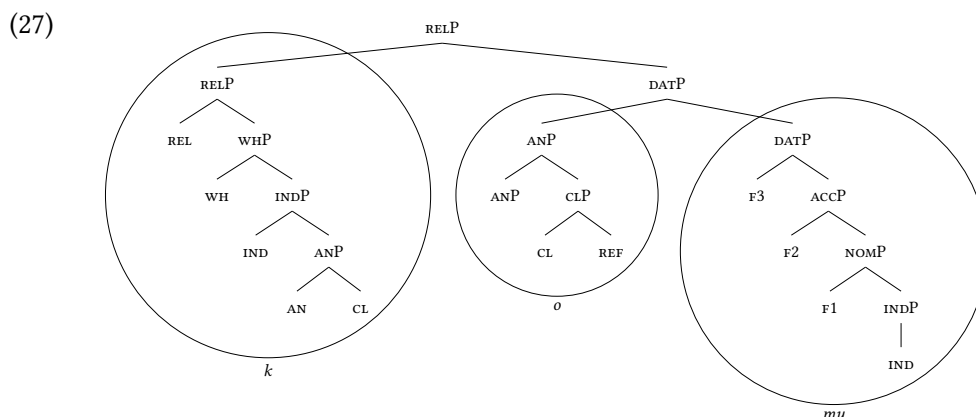 (27)
RELP
RELP DATP
REL WHP ANP DATP
WH INDP ANP CLP F3 ACCP
IND ANP CL REF F2 NOMP
AN CL o F1 INDP
k IND
mu